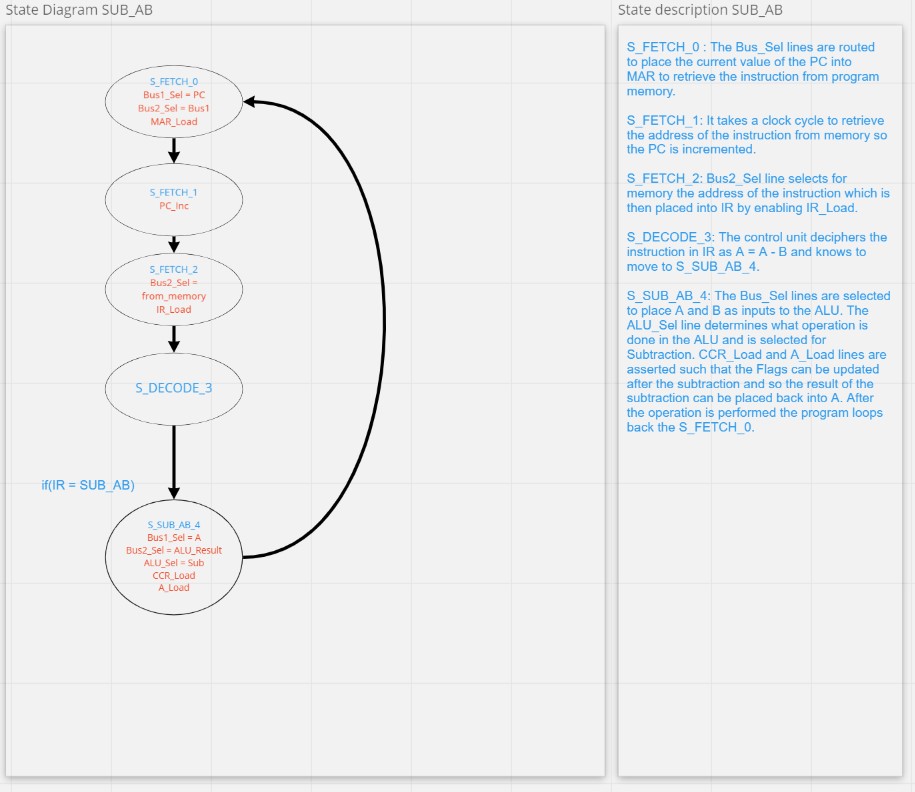 State Diagram SUB_AB
S_FETCH_0
Bus1_Sel = PC
Bus2_Sel = Bus1
MAR_Load
S_FETCH_1
PC_Inc
S_FETCH_2
Bus2_Sel =
from_memory
IR_Load
S_DECODE_3
if(IR = SUB_AB)
S_SUB_AB_4
Bus1_Sel = A
Bus2_Sel = ALU_Result
ALU_Sel = Sub
CCR_Load
A_Load
State description SUB_AB
S_FETCH_0 : The Bus_Sel lines are routed
to place the current value of the PC into
MAR to retrieve the instruction from program
memory.
S_FETCH_1: It takes a clock cycle to retrieve
the address of the instruction from memory so
the PC is incremented.
S_FETCH_2: Bus2_Sel line selects for
memory the address of the instruction which is
then placed into IR by enabling IR_Load.
S_DECODE_3: The control unit deciphers the
instruction in IR as A = A - B and knows to
move to S_SUB_AB_4.
S_SUB_AB_4: The Bus_Sel lines are selected
to place A and B as inputs to the ALU. The
ALU_Sel line determines what operation is
done in the ALU and is selected for
Subtraction. CCR_Load and A_Load lines are
asserted such that the Flags can be updated
after the subtraction and so the result of the
subtraction can be placed back into A. After
the operation is performed the program loops
back the S_FETCH_0.